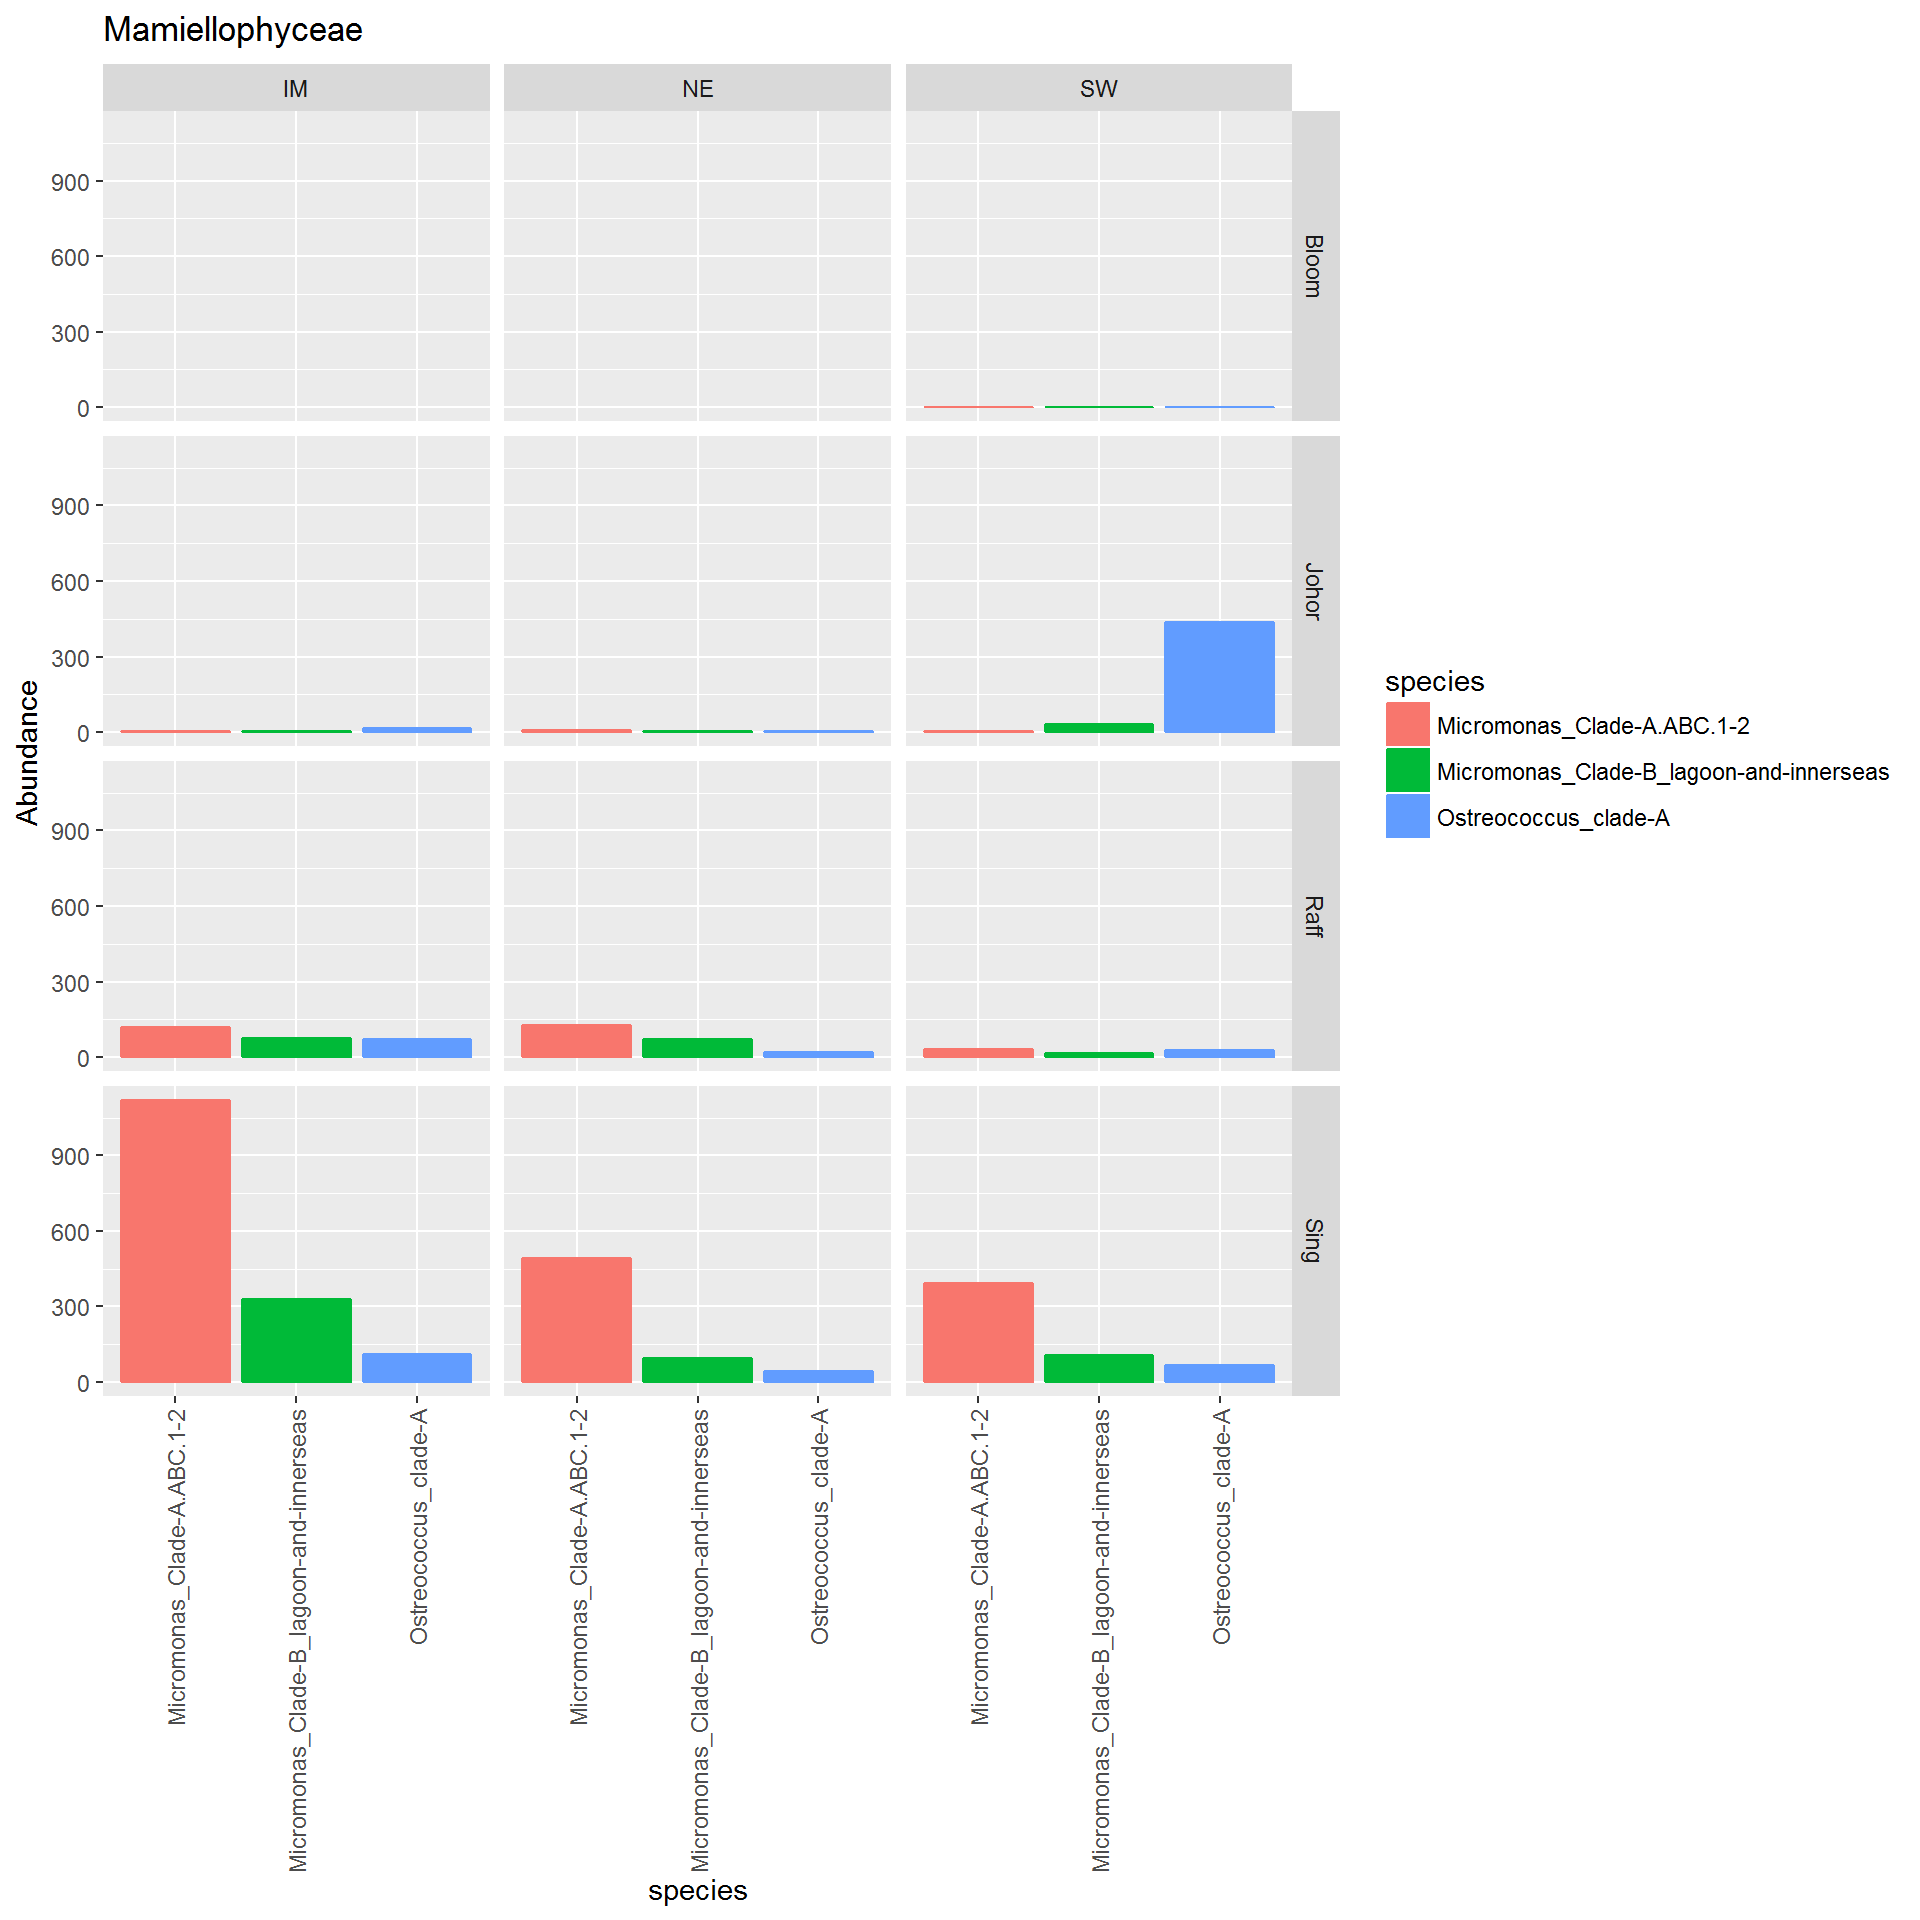 Mamiellophyceae
IM
NE
SW
900
600
300
0
Bloom
900
600
300
0
Johor
900
600
300
0
Raff
900
600
300
0
Sing
Abundance
Micromonas_Clade-A.ABC.1-2
Micromonas_Clade-B_lagoon-and-innerseas
Ostreococcus_clade-A
Micromonas_Clade-A.ABC.1-2
Micromonas_Clade-B_lagoon-and-innerseas
Ostreococcus_clade-A
Micromonas_Clade-A.ABC.1-2
Micromonas_Clade-B_lagoon-and-innerseas
Ostreococcus_clade-A
species
species
Micromonas_Clade-A.ABC.1-2
Micromonas_Clade-B_lagoon-and-innerseas
Ostreococcus_clade-A